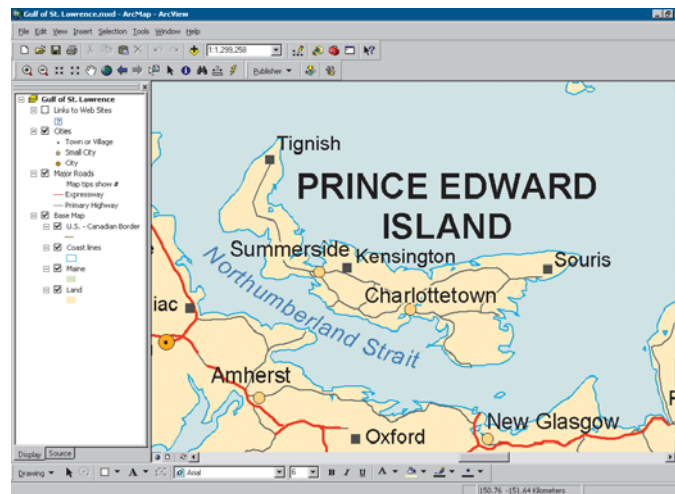 Gulf of St. Lawrence.mxd - ArcMap - ArcView
File Edit View Insert Selection Tools Window Help
1:1,299,258
Publisher
Gulf of St. Lawrence
Links to Web Sites
Cities
Town or Village
Small City
City
Major Roads
Map tips show #
Expressway
Primary Highway
Base Map
U.S. - Canadian Border
Coast lines
Maine
Land
Tignish
PRINCE EDWARD
ISLAND
Summerside
Kensington
Souris
Northumberland Strait
Charlottetown
iac
Amherst
New Glasgow
Oxford
Display Source
Drawing A Arial 6 B I U A
150.76 -151.64 Kilometers